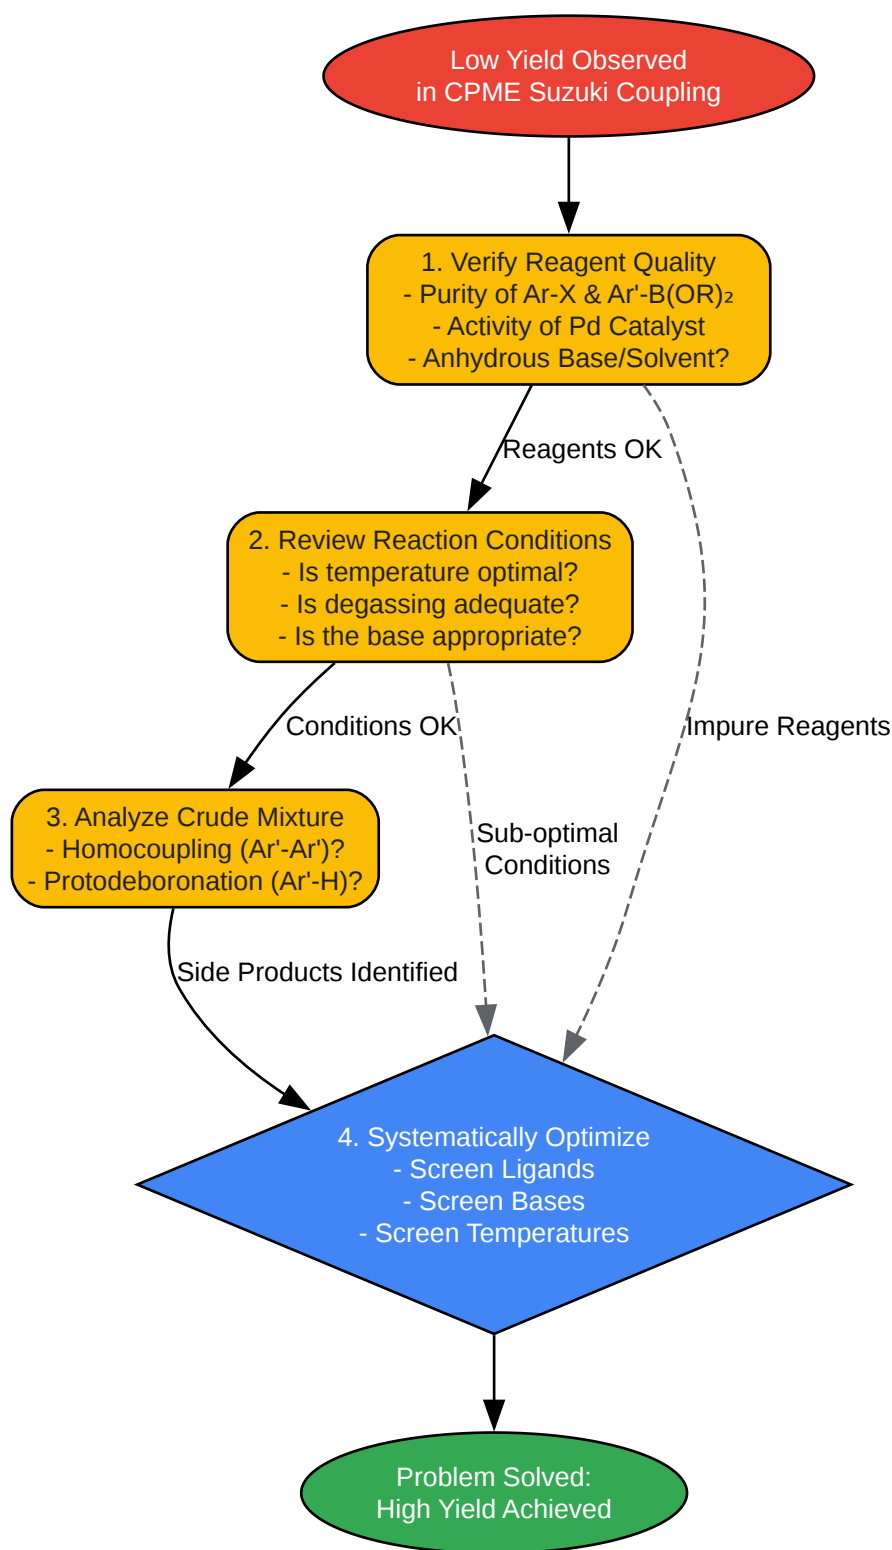 Low Yield Observed
in CPME Suzuki Coupling
1. Verify Reagent Quality
- Purity of Ar-X & Ar'-B(OR)₂
- Activity of Pd Catalyst
- Anhydrous Base/Solvent?
Reagents OK
2. Review Reaction Conditions
- Is temperature optimal?
- Is degassing adequate?
- Is the base appropriate?
Conditions OK
Impure Reagents
3. Analyze Crude Mixture
- Homocoupling (Ar'-Ar')?
- Protodeboronation (Ar'-H)?
Sub-optimal
Conditions
Side Products Identified
4. Systematically Optimize
- Screen Ligands
- Screen Bases
- Screen Temperatures
Problem Solved:
High Yield Achieved